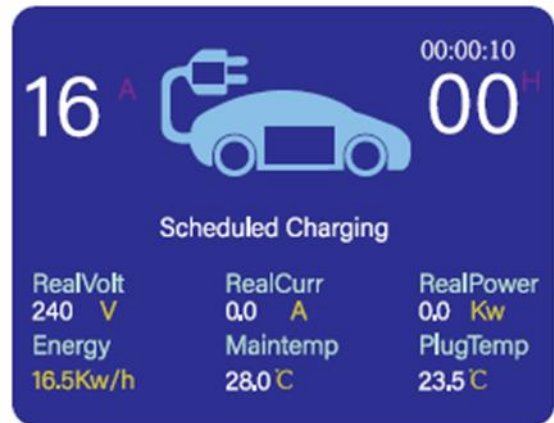 00:00:10
16 A 00 H
Scheduled Charging
RealVolt RealCurr RealPower
240 V 0.0 A 0.0 Kw
Energy Maintemp PlugTemp
16.5Kw/h 28.0℃ 23.5℃